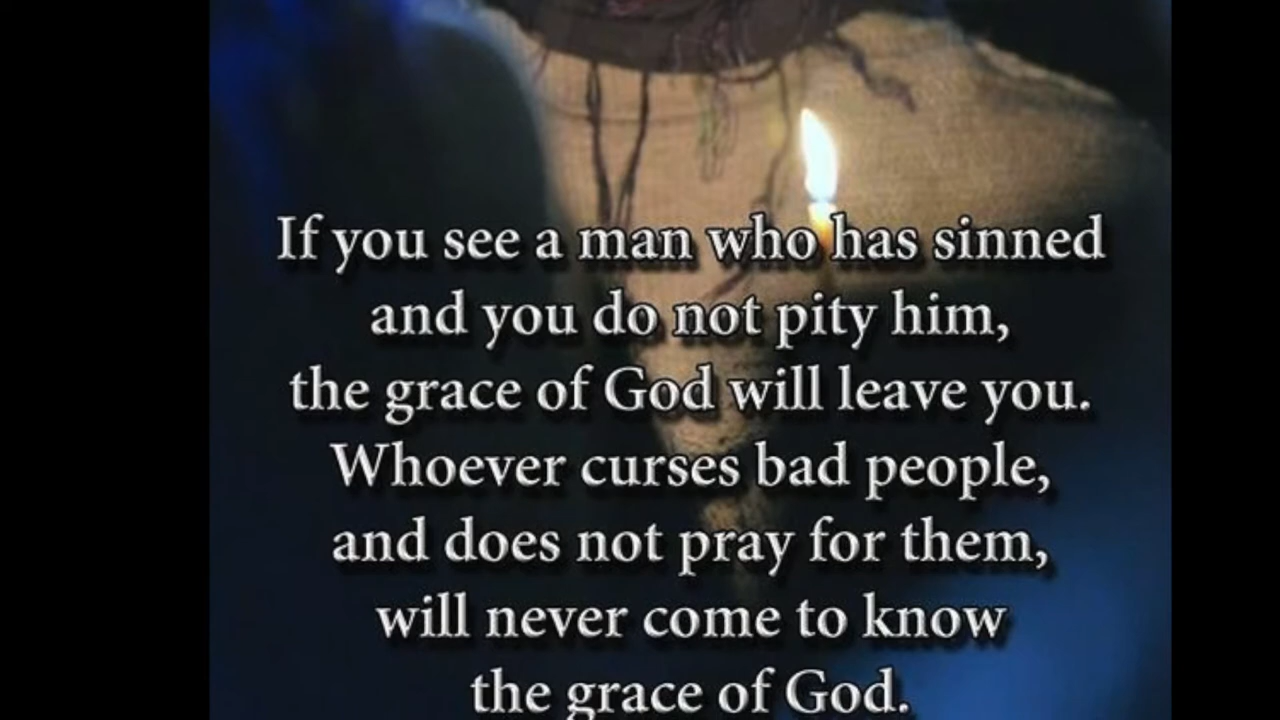 If you see a man who has sinned
and you do not pity him,
the grace of God will leave you.
Whoever curses bad people,
and does not pray for them,
will never come to know
the grace of God.